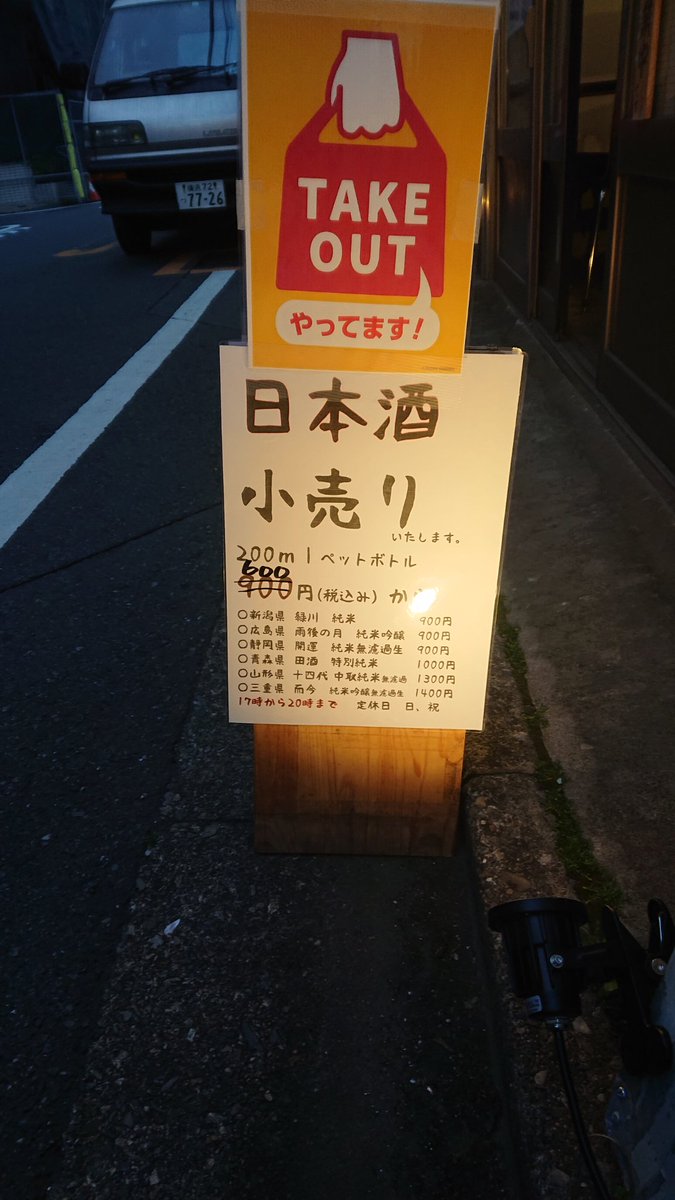 TAKE
OUT
やってます!
日本酒
小売り
いたします。
200ml ペットボトル
600
900円(税込み) から
○新潟県 緑川 純米 900円
○広島県 雨後の月 純米吟醸 900円
○静岡県 開運 純米無濾過生 900円
○青森県 田酒 特別純米 1000円
○山形県 十四代 中取純米無濾過 1300円
○三重県 而今 純米吟醸無濾過生 1400円
17時から20時まで 定休日 日、祝
72
77-26